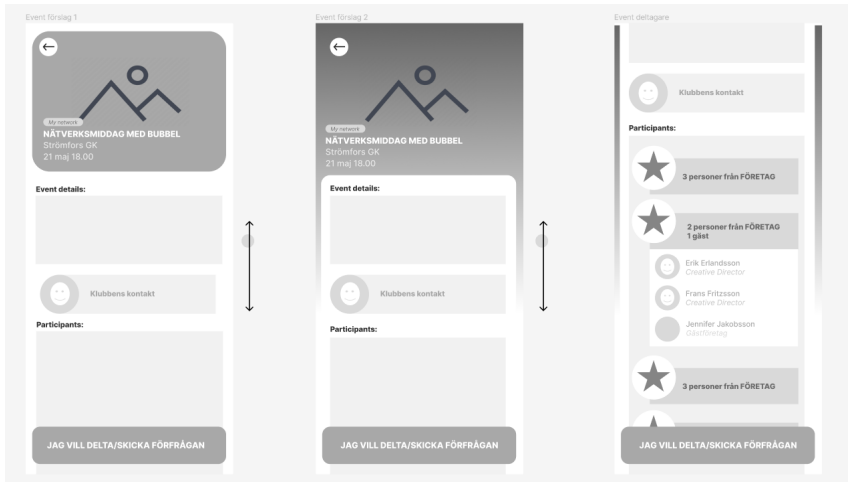 Event förslag 1
My network
NÄTVERKSMIDDAG MED BUBBEL
Strömfors GK
21 maj 18.00
Event details:
Klubbens kontakt
Participants:
JAG VILL DELTA/SKICKA FÖRFRÅGAN
Event förslag 2
My network
NÄTVERKSMIDDAG MED BUBBEL
Strömfors GK
21 maj 18.00
Event details:
Klubbens kontakt
Participants:
JAG VILL DELTA/SKICKA FÖRFRÅGAN
Event deltagare
Klubbens kontakt
Participants:
3 personer från FÖRETAG
2 personer från FÖRETAG
1 gäst
Erik Erlandsson
Creative Director
Frans Fritzsson
Creative Director
Jennifer Jakobsson
Gästföretag
3 personer från FÖRETAG
JAG VILL DELTA/SKICKA FÖRFRÅGAN